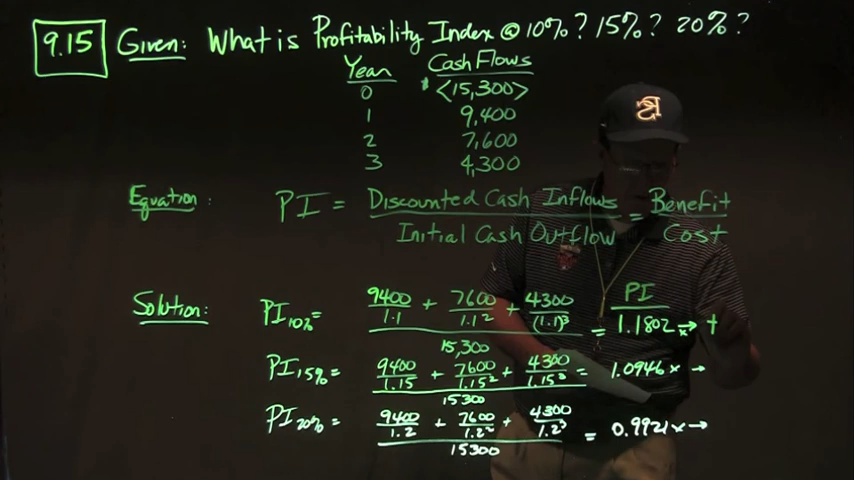 9.15 Given: What is Profitability Index @ 10%? 15%? 20%?
Year Cash Flows
0 <15,300>
1 9,400
2 7,600
3 4,300
Equation: PI = Discounted Cash Inflows / Initial Cash Outflow = Benefit / Cost
Solution: PI
PI10% = 9400/1.1 + 7600/1.1² + 4300/(1.1)³ / 15,300 = 1.1802x → +
PI15% = 9400/1.15 + 7600/1.15² + 4300/1.15³ / 15300 = 1.0946x →
PI20% = 9400/1.2 + 7600/1.2² + 4300/1.2³ / 15300 = 0.9921x →